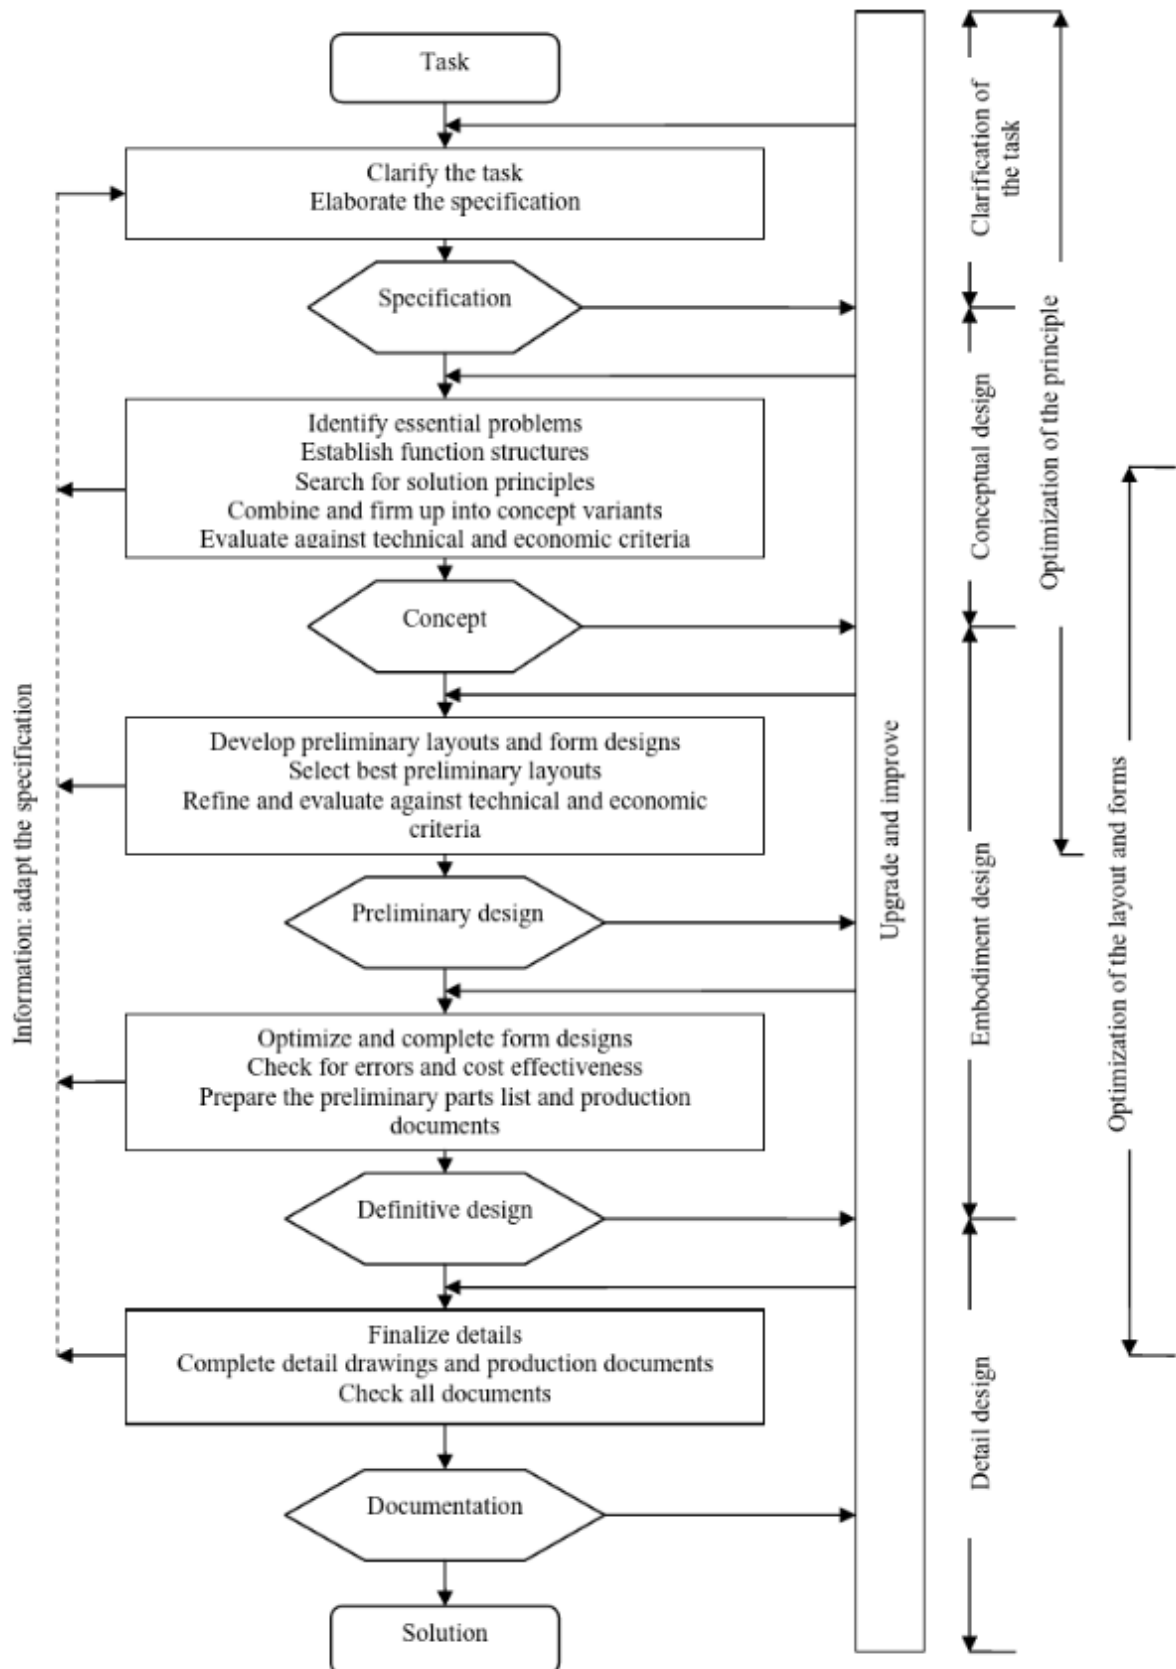 Task
Clarify the task
Elaborate the specification
Specification
Identify essential problems
Establish function structures
Search for solution principles
Combine and firm up into concept variants
Evaluate against technical and economic criteria
Concept
Develop preliminary layouts and form designs
Select best preliminary layouts
Refine and evaluate against technical and economic
criteria
Preliminary design
Optimize and complete form designs
Check for errors and cost effectiveness
Prepare the preliminary parts list and production
documents
Definitive design
Finalize details
Complete detail drawings and production documents
Check all documents
Documentation
Solution
Information: adapt the specification
Upgrade and improve
Clarification of
the task
Conceptual design
Embodiment design
Detail design
Optimization of the principle
Optimization of the layout and forms